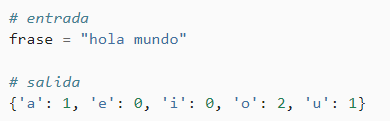 # entrada
frase = "hola mundo"
# salida
{'a': 1, 'e': 0, 'i': 0, 'o': 2, 'u': 1}